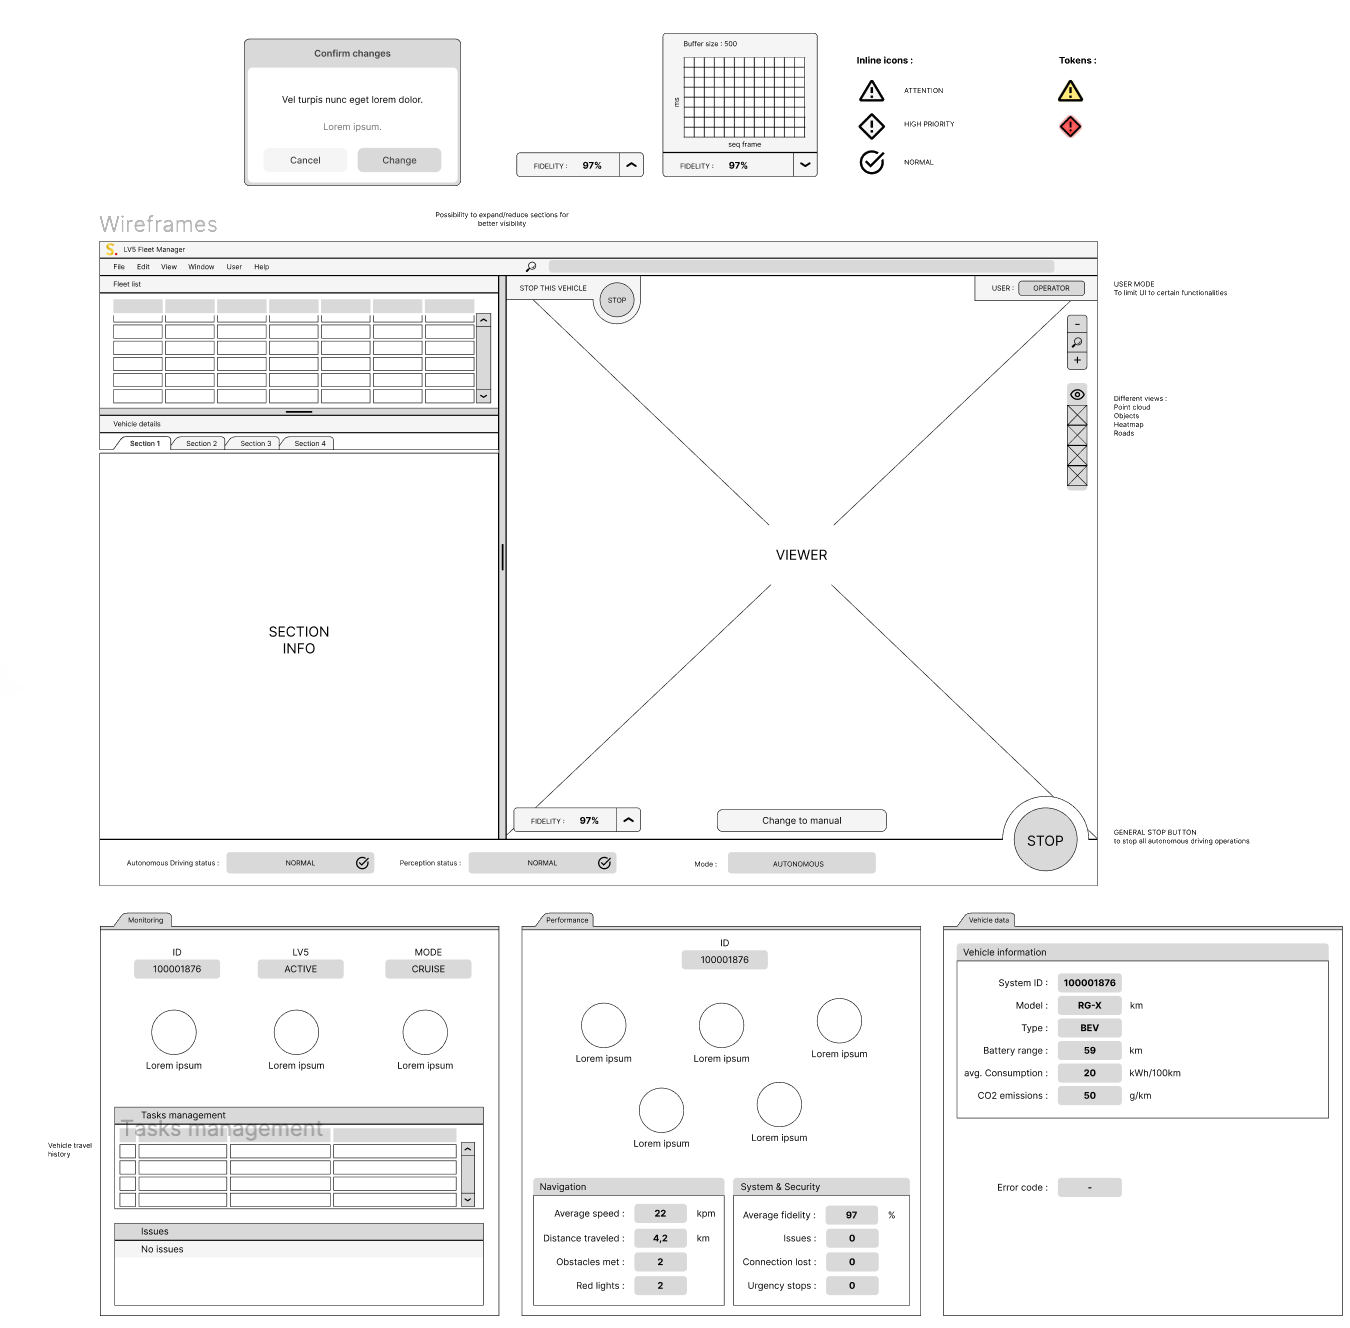 Confirm changes
Vel turpis nunc eget lorem dolor.
Lorem ipsum.
Cancel
Change
FIDELITY : 97%
Buffer size : 500
ms
seq frame
FIDELITY : 97%
Inline icons :
Tokens :
ATTENTION
HIGH PRIORITY
NORMAL
Wireframes
Possibility to expand/reduce sections for
better visibility
S. LV5 Fleet Manager
File Edit View Window User Help
Fleet list
STOP THIS VEHICLE
STOP
USER : OPERATOR
USER MODE
To limit UI to certain functionalities
-
+
Different views :
Point cloud
Objects
Heatmap
Roads
Vehicle details
Section 1 Section 2 Section 3 Section 4
SECTION
INFO
VIEWER
FIDELITY : 97%
Change to manual
STOP
GENERAL STOP BUTTON
to stop all autonomous driving operations
Autonomous Driving status : NORMAL
Perception status : NORMAL
Mode : AUTONOMOUS
Monitoring
ID LV5 MODE
100001876 ACTIVE CRUISE
Lorem ipsum Lorem ipsum Lorem ipsum
Tasks management
Tasks management
Vehicle travel
history
Issues
No issues
Performance
ID
100001876
Lorem ipsum Lorem ipsum Lorem ipsum
Lorem ipsum Lorem ipsum
Navigation
Average speed : 22 kpm
Distance traveled : 4,2 km
Obstacles met : 2
Red lights : 2
System & Security
Average fidelity : 97 %
Issues : 0
Connection lost : 0
Urgency stops : 0
Vehicle data
Vehicle information
System ID : 100001876
Model : RG-X km
Type : BEV
Battery range : 59 km
avg. Consumption : 20 kWh/100km
CO2 emissions : 50 g/km
Error code : -